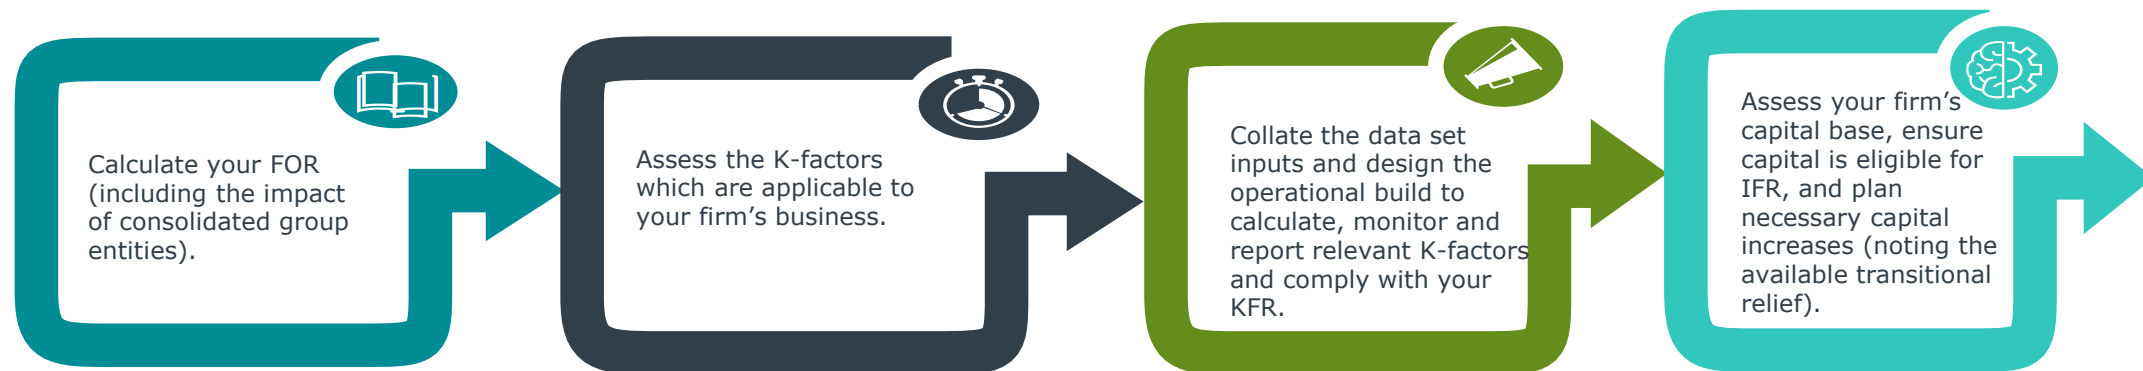 Calculate your FOR
(including the impact
of consolidated group
entities).
Assess the K-factors
which are applicable to
your firm’s business.
Collate the data set
inputs and design the
operational build to
calculate, monitor and
report relevant K-factors
and comply with your
KFR.
Assess your firm’s
capital base, ensure
capital is eligible for
IFR, and plan
necessary capital
increases (noting the
available transitional
relief).